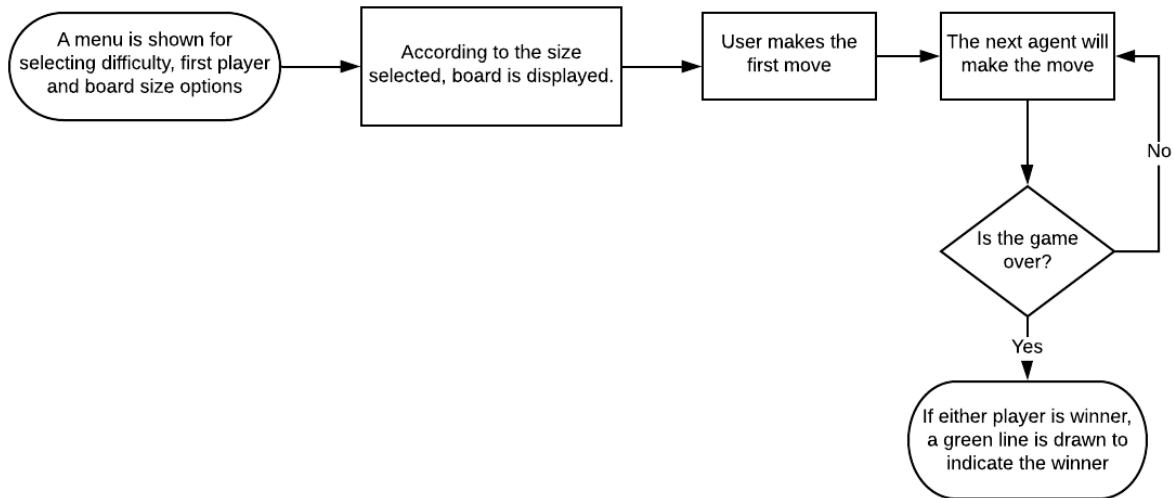 A menu is shown for
selecting difficulty, first player
and board size options
According to the size
selected, board is displayed.
User makes the
first move
The next agent will
make the move
No
Is the game
over?
Yes
If either player is winner,
a green line is drawn to
indicate the winner